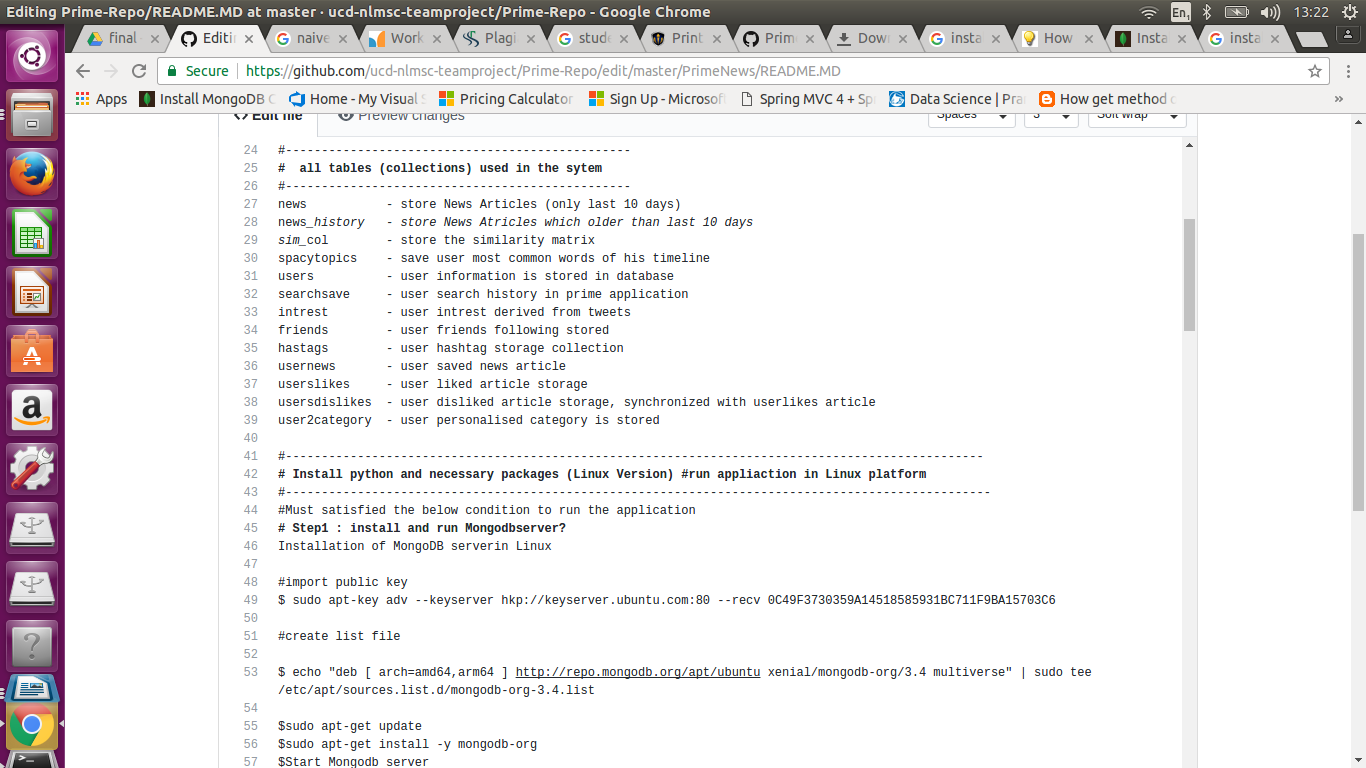 Editing Prime-Repo/README.MD at master · ucd-nlmsc-teamproject/Prime-Repo - Google Chrome
En1
13:22
final
Editin
naive
Work
Plagi
stude
Print
Prim
Dow
insta
How
Insta
insta
Secure
https://github.com/ucd-nlmsc-teamproject/Prime-Repo/edit/master/PrimeNews/README.MD
Apps
Install MongoDB C
Home - My Visual S
Pricing Calculator
Sign Up - Microsof
Spring MVC 4 + Sp
Data Science | Pra
How get method c
»
<> Edit file
Preview changes
Spaces
Soft wrap
24 #------------------------------------------------
25 #  all tables (collections) used in the sytem
26 #------------------------------------------------
27 news           - store News Articles (only last 10 days)
28 news_history   - store News Atricles which older than last 10 days
29 sim_col        - store the similarity matrix
30 spacytopics    - save user most common words of his timeline
31 users          - user information is stored in database
32 searchsave     - user search history in prime application
33 intrest        - user intrest derived from tweets
34 friends        - user friends following stored
35 hastags        - user hashtag storage collection
36 usernews       - user saved news article
37 userslikes     - user liked article storage
38 usersdislikes  - user disliked article storage, synchronized with userlikes article
39 user2category  - user personalised category is stored
40
41 #-------------------------------------------------------------------------------------------------
42 # Install python and necessary packages (Linux Version) #run appliaction in Linux platform
43 #--------------------------------------------------------------------------------------------------
44 #Must satisfied the below condition to run the application
45 # Step1 : install and run Mongodbserver?
46 Installation of MongoDB serverin Linux
47
48 #import public key
49 $ sudo apt-key adv --keyserver hkp://keyserver.ubuntu.com:80 --recv 0C49F3730359A14518585931BC711F9BA15703C6
50
51 #create list file
52
53 $ echo "deb [ arch=amd64,arm64 ] http://repo.mongodb.org/apt/ubuntu xenial/mongodb-org/3.4 multiverse" | sudo tee
/etc/apt/sources.list.d/mongodb-org-3.4.list
54
55 $sudo apt-get update
56 $sudo apt-get install -y mongodb-org
57 $Start Mongodb server